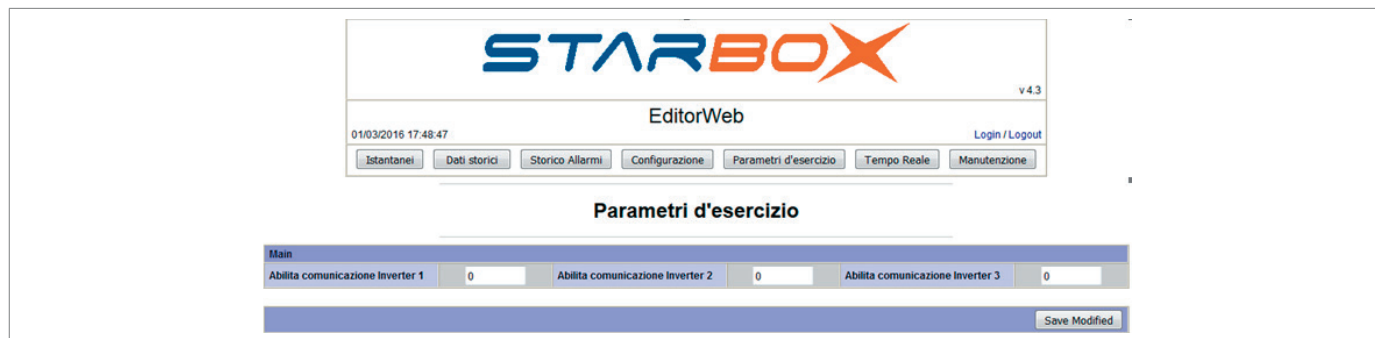 STARBOX
v 4.3
EditorWeb
01/03/2016 17:48:47 Login / Logout
Istantanei Dati storici Storico Allarmi Configurazione Parametri d'esercizio Tempo Reale Manutenzione
Parametri d'esercizio
Main
Abilita comunicazione Inverter 1 0 Abilita comunicazione Inverter 2 0 Abilita comunicazione Inverter 3 0
Save Modified